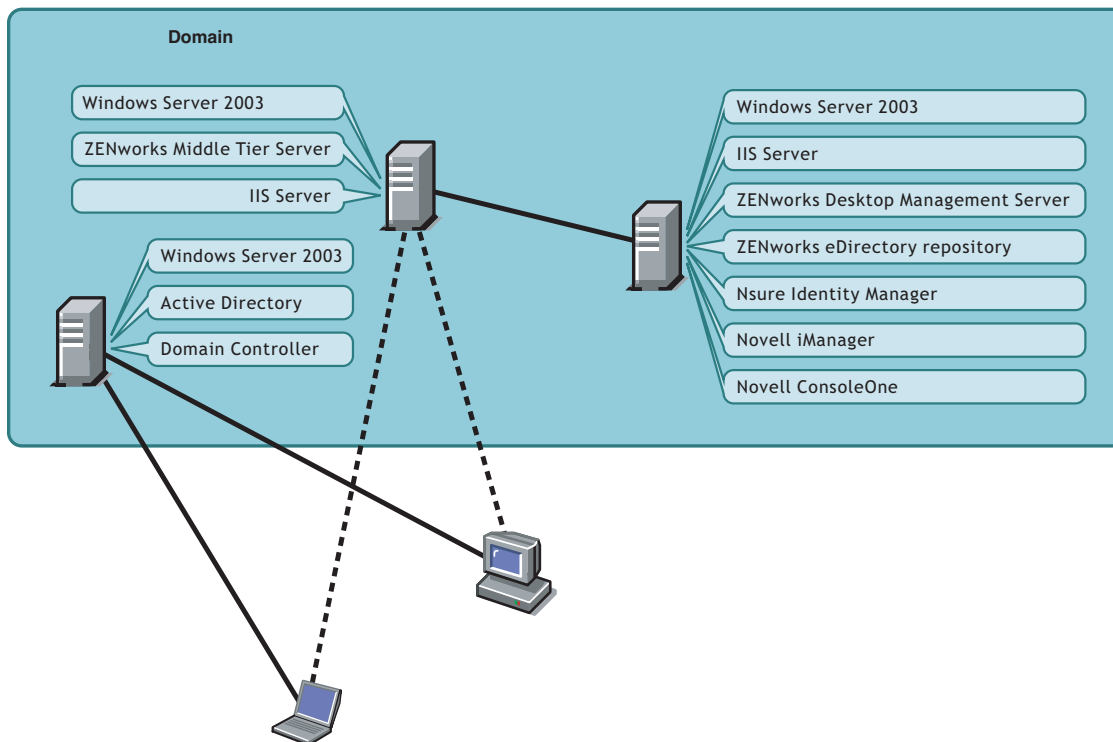 Domain
Windows Server 2003
ZENworks Middle Tier Server
IIS Server
Windows Server 2003
Active Directory
Domain Controller
Windows Server 2003
IIS Server
ZENworks Desktop Management Server
ZENworks eDirectory repository
Nsure Identity Manager
Novell iManager
Novell ConsoleOne